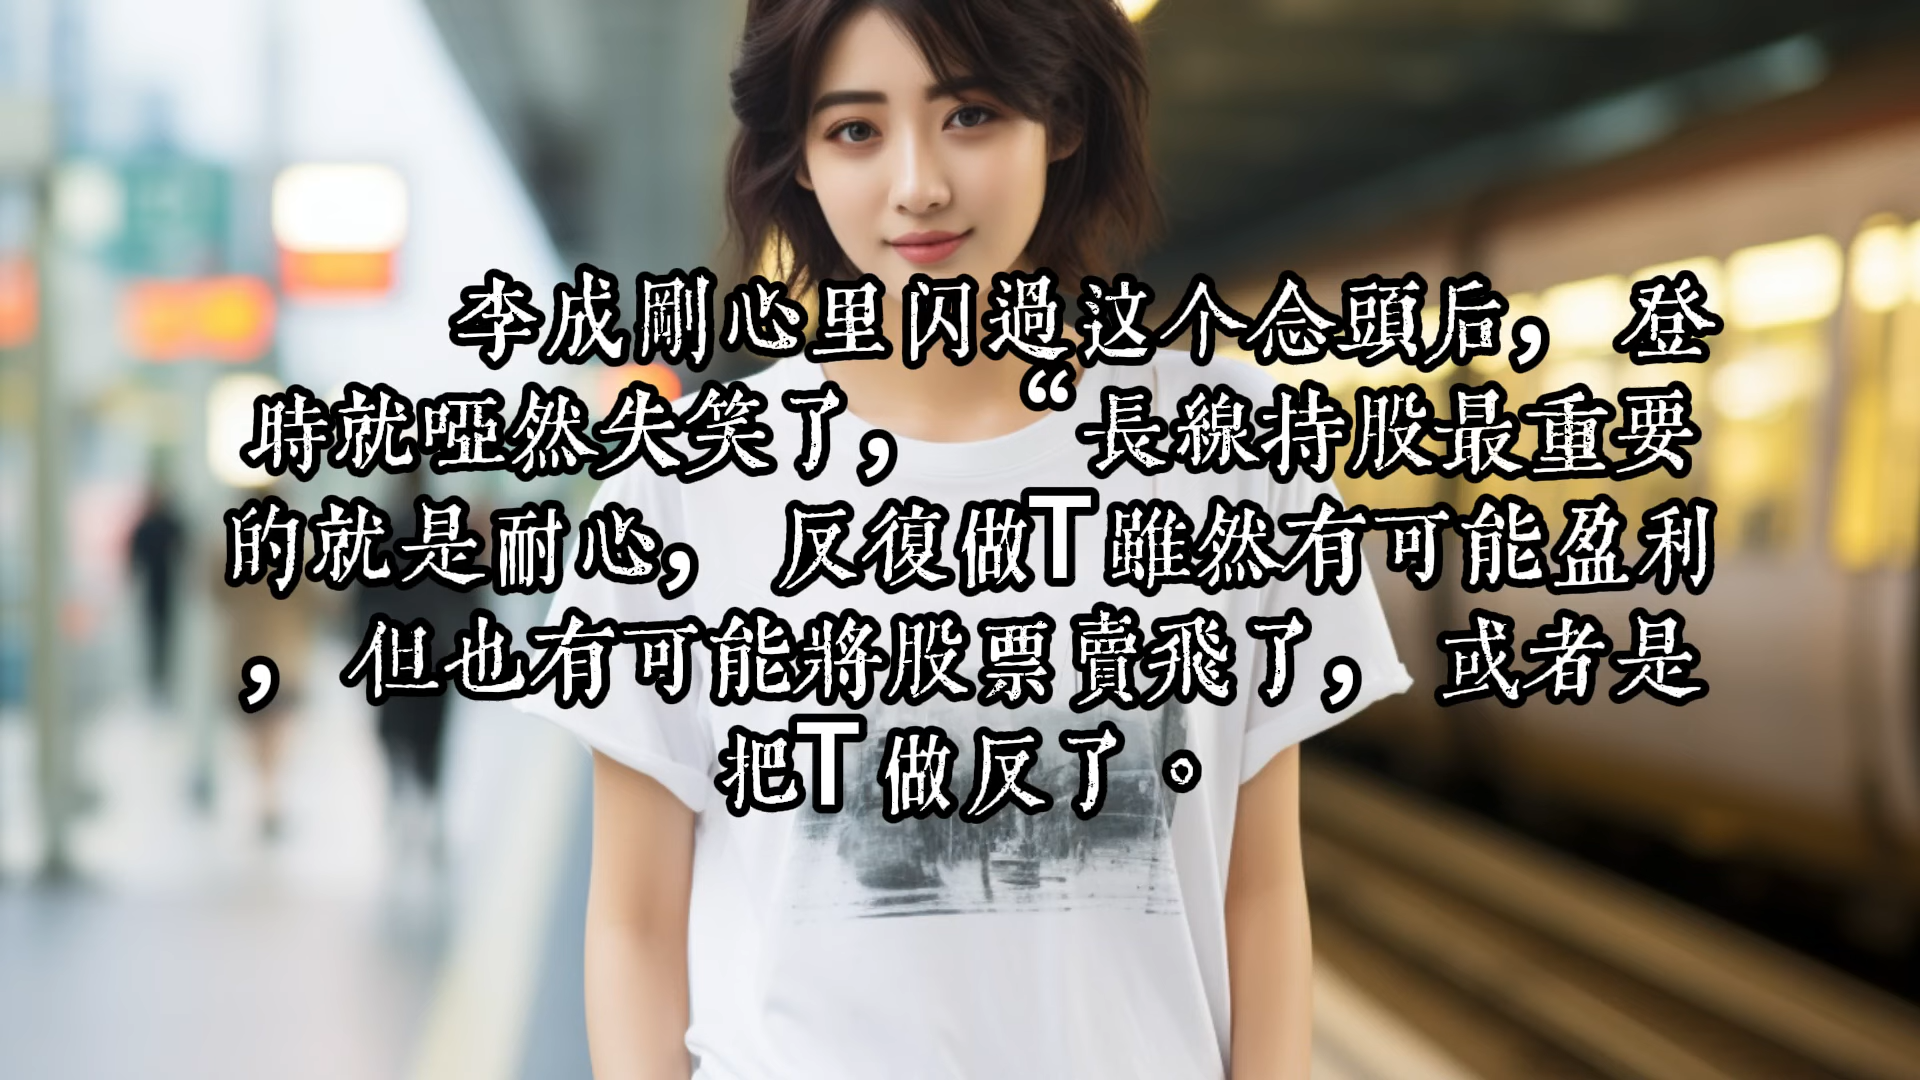 李成剛心里闪過这个念頭后，登
時就啞然失笑了，“長線持股最重要
的就是耐心，反復做T雖然有可能盈利
，但也有可能將股票賣飛了，或者是
把T做反了。